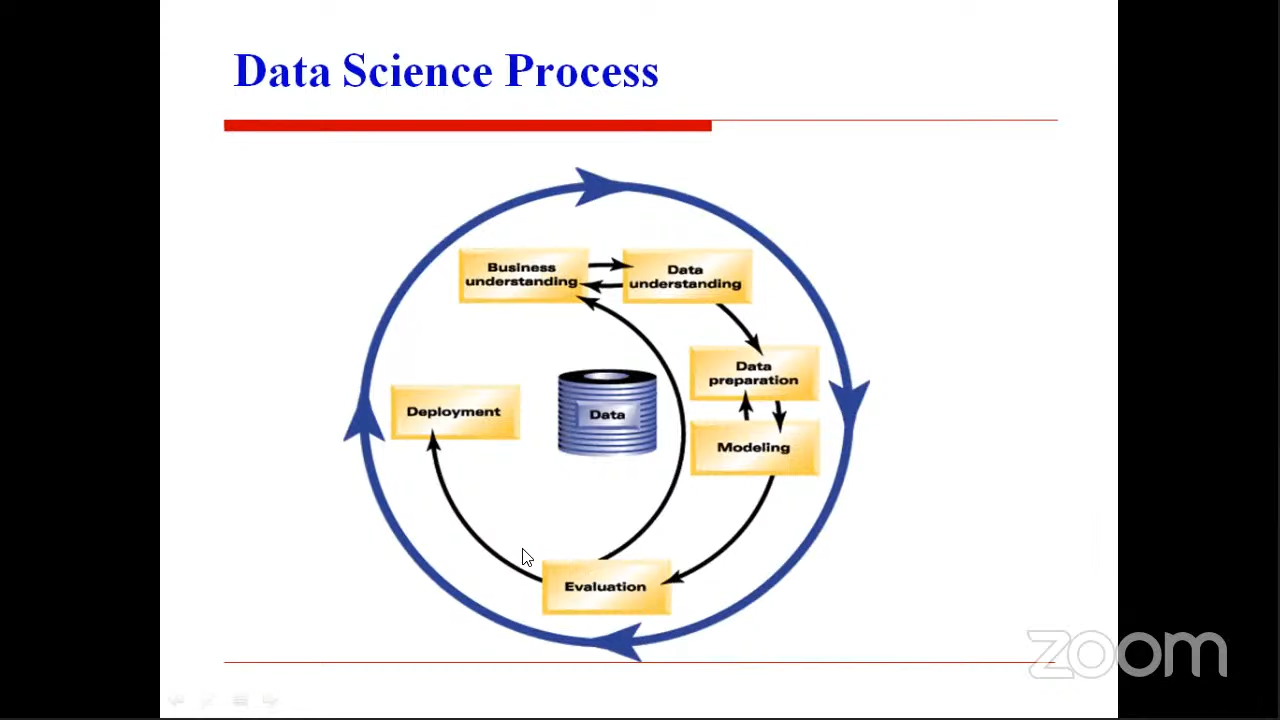 Data Science Process
Business
understanding
Data
understanding
Data
preparation
Deployment
Data
Modeling
Evaluation
zoom